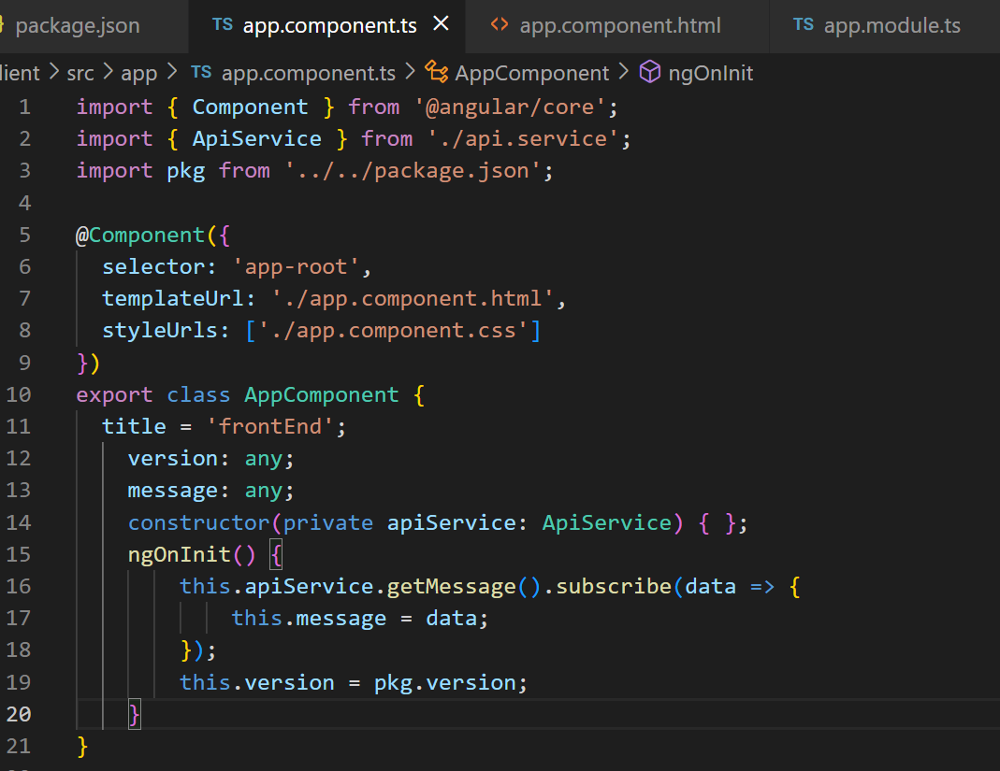 package.json TS app.component.ts × <> app.component.html TS app.module.ts
lient > src > app > TS app.component.ts > AppComponent > ngOnInit
1 import { Component } from '@angular/core';
2 import { ApiService } from './api.service';
3 import pkg from '../../package.json';
4
5 @Component({
6   selector: 'app-root',
7   templateUrl: './app.component.html',
8   styleUrls: ['./app.component.css']
9 })
10 export class AppComponent {
11   title = 'frontEnd';
12     version: any;
13     message: any;
14     constructor(private apiService: ApiService) { };
15     ngOnInit() {
16         this.apiService.getMessage().subscribe(data => {
17             this.message = data;
18         });
19         this.version = pkg.version;
20     }
21 }